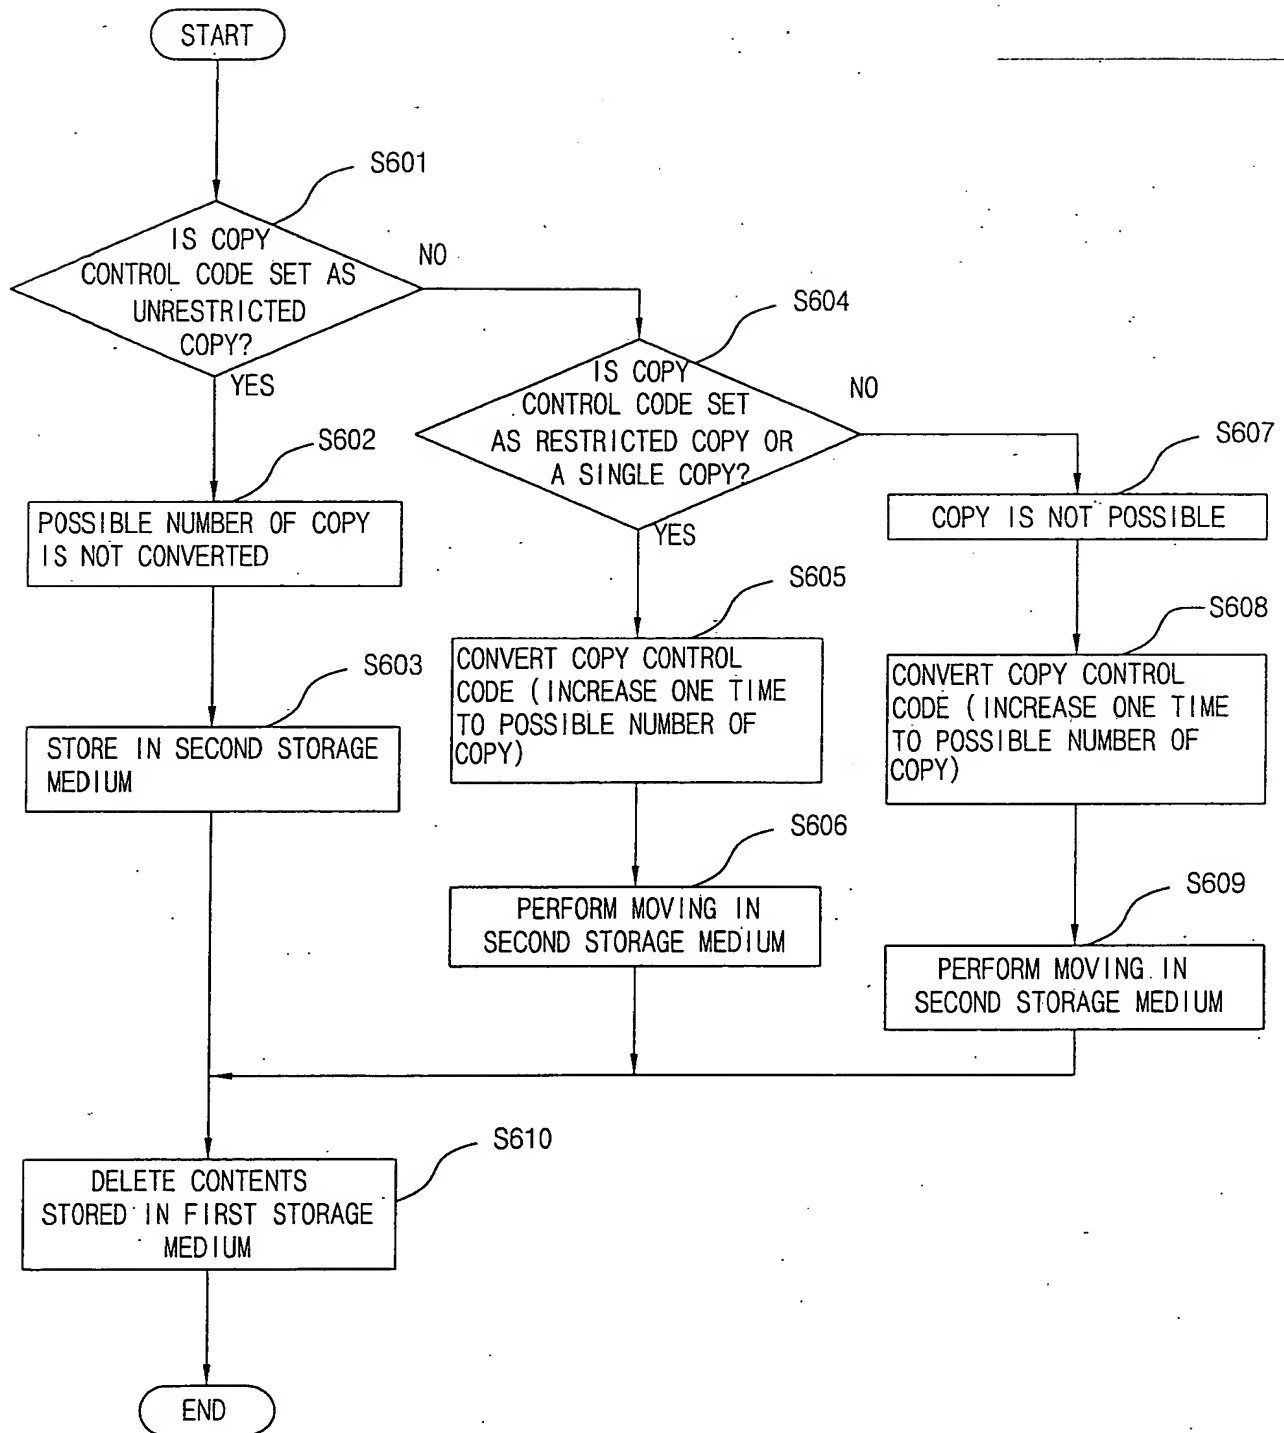 START
S601
IS COPY
CONTROL CODE SET AS
UNRESTRICTED
COPY?
NO
YES
S604
IS COPY
CONTROL CODE SET
AS RESTRICTED COPY OR
A SINGLE COPY?
NO
YES
S602
POSSIBLE NUMBER OF COPY
IS NOT CONVERTED
S607
COPY IS NOT POSSIBLE
S603
STORE IN SECOND STORAGE
MEDIUM
S605
CONVERT COPY CONTROL
CODE (INCREASE ONE TIME
TO POSSIBLE NUMBER OF
COPY)
S608
CONVERT COPY CONTROL
CODE (INCREASE ONE TIME
TO POSSIBLE NUMBER OF
COPY)
S606
PERFORM MOVING IN
SECOND STORAGE MEDIUM
S609
PERFORM MOVING IN
SECOND STORAGE MEDIUM
S610
DELETE CONTENTS
STORED IN FIRST STORAGE
MEDIUM
END